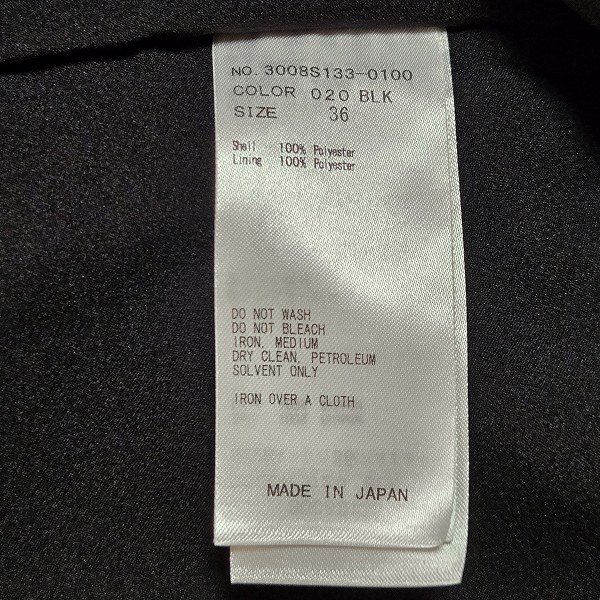 NO. 3008S133-0100
COLOR 020 BLK
SIZE 36
Shell 100% Polyester
Lining 100% Polyester
DO NOT WASH
DO NOT BLEACH
IRON, MEDIUM
DRY CLEAN, PETROLEUM
SOLVENT ONLY
IRON OVER A CLOTH
MADE IN JAPAN